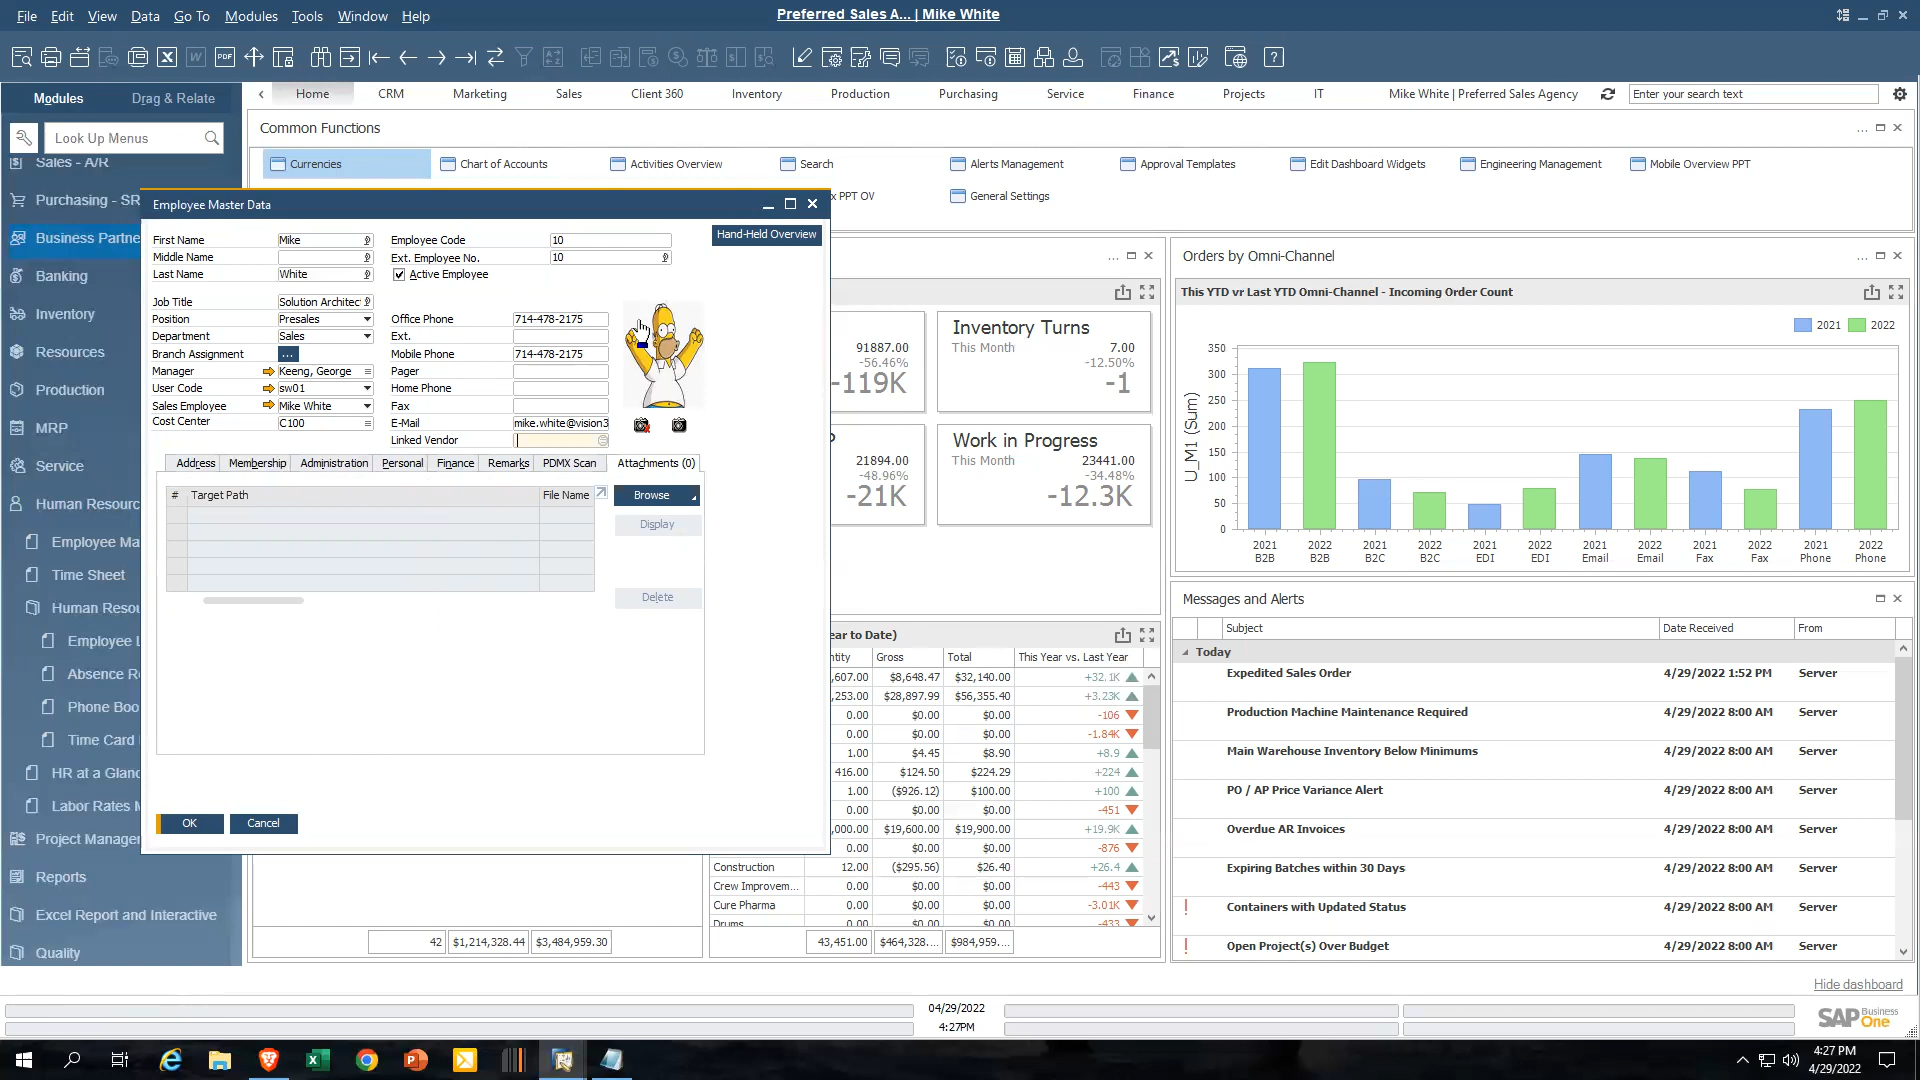 File Edit View Data Go To Modules Tools Window Help
Preferred Sales A... | Mike White
Modules Drag & Relate
Look Up Menus
Sales - A/R
Purchasing - SR
Business Partne
Banking
Inventory
Resources
Production
MRP
Service
Human Resourc
Employee Ma
Time Sheet
Human Resou
Employee L
Absence Re
Phone Boo
Time Card
HR at a Glanc
Labor Rates M
Project Manager
Reports
Excel Report and Interactive
Quality
Home CRM Marketing Sales Client 360 Inventory Production Purchasing Service Finance Projects IT Mike White | Preferred Sales Agency Enter your search text
Common Functions
Currencies Chart of Accounts Activities Overview Search Alerts Management Approval Templates Edit Dashboard Widgets Engineering Management Mobile Overview PPT
x PPT OV General Settings
Employee Master Data
Hand-Held Overview
First Name Mike Employee Code 10
Middle Name Ext. Employee No. 10
Last Name White Active Employee
Job Title Solution Architec
Position Presales Office Phone 714-478-2175
Department Sales Ext.
Branch Assignment ... Mobile Phone 714-478-2175
Manager Keeng, George Pager
User Code sw01 Home Phone
Sales Employee Mike White Fax
Cost Center C100 E-Mail mike.white@vision3
Linked Vendor
Address Membership Administration Personal Finance Remarks PDMX Scan Attachments (0)
# Target Path File Name Browse
Display
Delete
OK Cancel
91887.00
-56.46%
-119K
Inventory Turns
This Month 7.00
-12.50%
-1
21894.00
-48.96%
-21K
Work in Progress
This Month 23441.00
-34.48%
-12.3K
ear to Date)
ntity Gross Total This Year vs. Last Year
,607.00 $8,648.47 $32,140.00 +32.1K
,253.00 $28,897.99 $56,355.40 +3.23K
0.00 $0.00 $0.00 -106
0.00 $0.00 $0.00 -1.84K
1.00 $4.45 $8.90 +8.9
416.00 $124.50 $224.29 +224
1.00 ($926.12) $100.00 +100
0.00 $0.00 $0.00 -451
,000.00 $19,600.00 $19,900.00 +19.9K
0.00 $0.00 $0.00 -876
Construction 12.00 ($295.56) $26.40 +26.4
Crew Improvem... 0.00 $0.00 $0.00 -443
Cure Pharma 0.00 $0.00 $0.00 -3.01K
Drums 0.00 $0.00 $0.00 -433
42 $1,214,328.44 $3,484,959.30 43,451.00 $464,328.... $984,959....
Orders by Omni-Channel
This YTD vr Last YTD Omni-Channel - Incoming Order Count
2021 2022
U_M1 (Sum)
350
300
250
200
150
100
50
0
2021 2022 2021 2022 2021 2022 2021 2022 2021 2022 2021 2022
B2B B2B B2C B2C EDI EDI Email Email Fax Fax Phone Phone
Messages and Alerts
Subject Date Received From
Today
Expedited Sales Order 4/29/2022 1:52 PM Server
Production Machine Maintenance Required 4/29/2022 8:00 AM Server
Main Warehouse Inventory Below Minimums 4/29/2022 8:00 AM Server
PO / AP Price Variance Alert 4/29/2022 8:00 AM Server
Overdue AR Invoices 4/29/2022 8:00 AM Server
Expiring Batches within 30 Days 4/29/2022 8:00 AM Server
! Containers with Updated Status 4/29/2022 8:00 AM Server
! Open Project(s) Over Budget 4/29/2022 8:00 AM Server
Hide dashboard
04/29/2022
4:27PM
SAP Business One
4:27 PM
4/29/2022